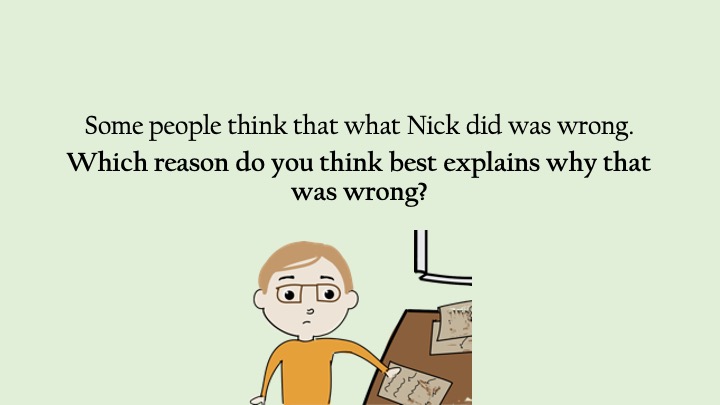 Some people think that what Nick did was wrong.
Which reason do you think best explains why that
was wrong?